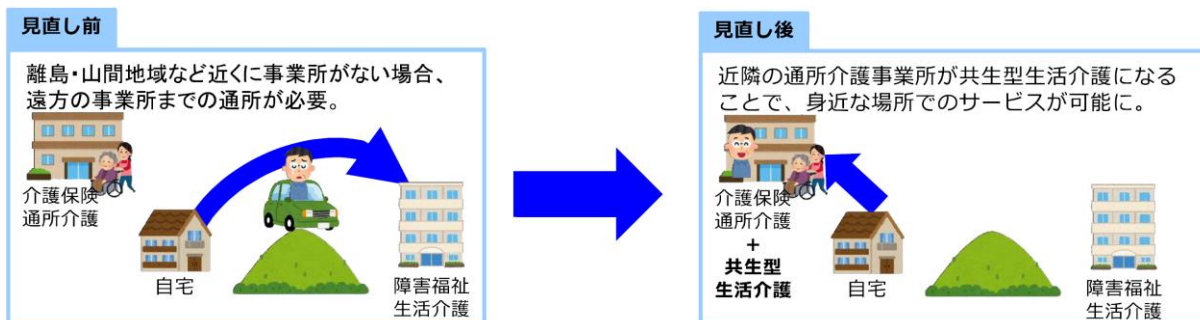 見直し前
離島・山間地域など近くに事業所がない場合、
遠方の事業所までの通所が必要。
介護保険
通所介護
自宅
障害福祉
生活介護
見直し後
近隣の通所介護事業所が共生型生活介護になる
ことで、身近な場所でのサービスが可能に。
介護保険
通所介護
+
共生型
生活介護
自宅
障害福祉
生活介護